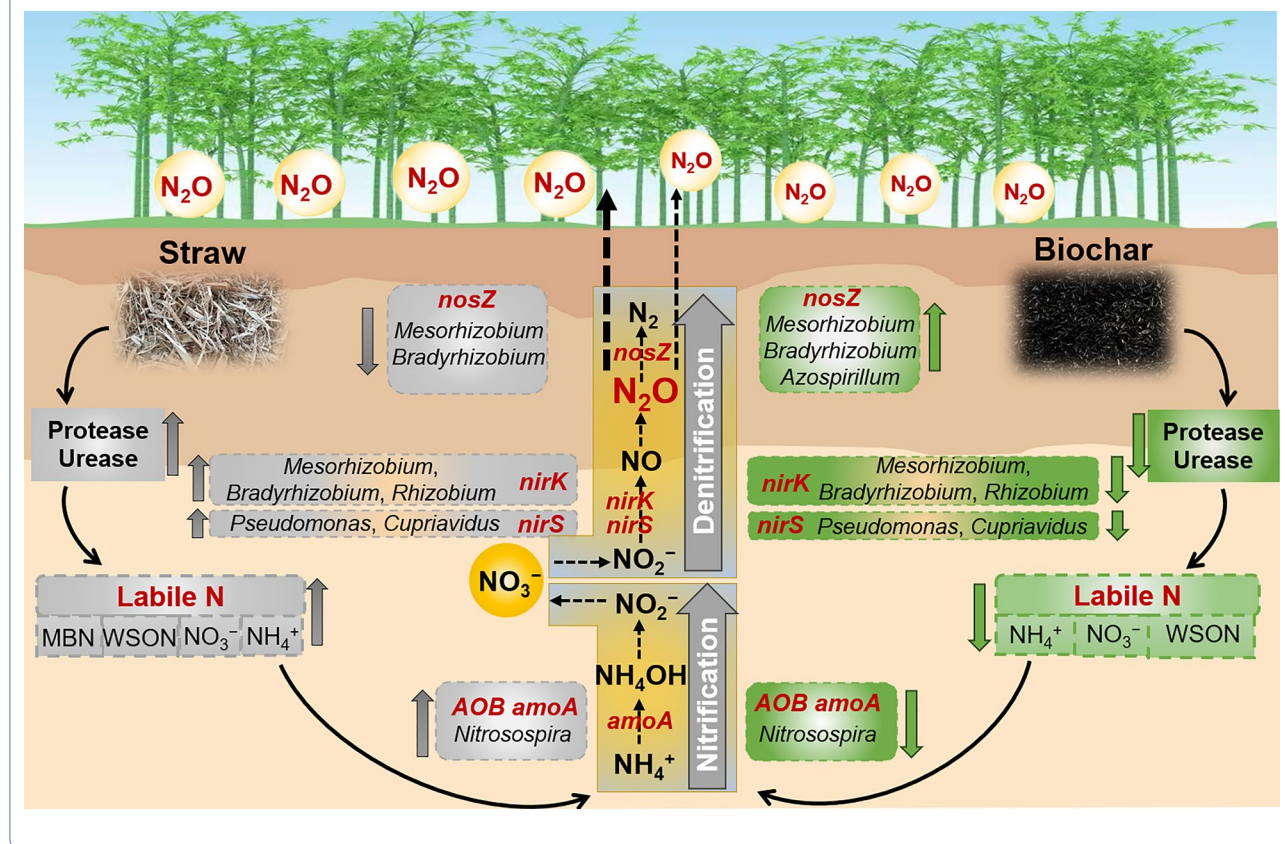 N₂O
N₂O
N₂O
N₂O
N₂O
N₂O
N₂O
N₂O
Straw
Biochar
nosZ
Mesorhizobium
Bradyrhizobium
N₂
nosZ
N₂O
NO
nirK
nirS
NO₂⁻
Denitrification
nosZ
Mesorhizobium
Bradyrhizobium
Azospirillum
Protease
Urease
Mesorhizobium,
Bradyrhizobium, Rhizobium
nirK
Pseudomonas, Cupriavidus nirS
Protease
Urease
nirK
Mesorhizobium,
Bradyrhizobium, Rhizobium
nirS Pseudomonas, Cupriavidus
NO₃⁻
Labile N
MBN WSON NO₃⁻ NH₄⁺
NO₂⁻
NH₄OH
amoA
NH₄⁺
Nitrification
Labile N
NH₄⁺ NO₃⁻ WSON
AOB amoA
Nitrosospira
AOB amoA
Nitrosospira